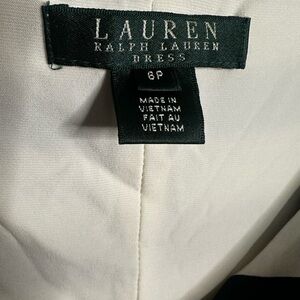 LAUREN
RALPH LAUREN
DRESS
6P
MADE IN
VIETNAM
FAIT AU
VIETNAM